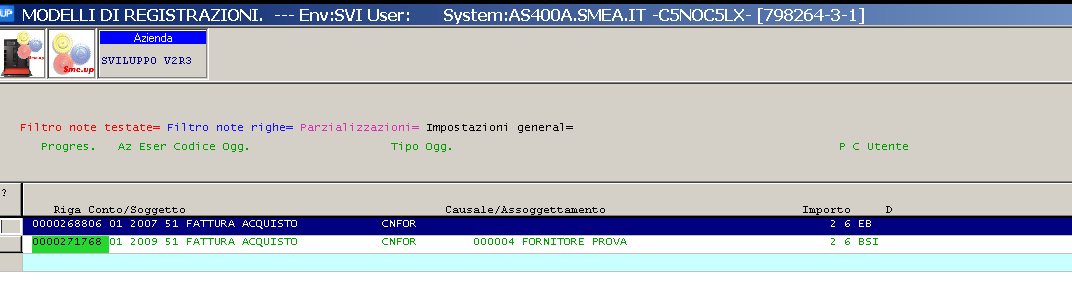 UP MODELLI DI REGISTRAZIONI. --- Env:SVI User: System:AS400A.SMEA.IT -C5NOC5LX- [798264-3-1]
Sme.up
Sme.up
Azienda
SVILUPPO V2R3
Filtro note testate= Filtro note righe= Parzializzazioni= Impostazioni general=
Progres. Az Eser Codice Ogg. Tipo Ogg. P C Utente
?
Riga Conto/Soggetto Causale/Assoggettamento Importo D
0000268806 01 2007 51 FATTURA ACQUISTO CNFOR 2 6 EB
0000271768 01 2009 51 FATTURA ACQUISTO CNFOR 000004 FORNITORE PROVA 2 6 BSI